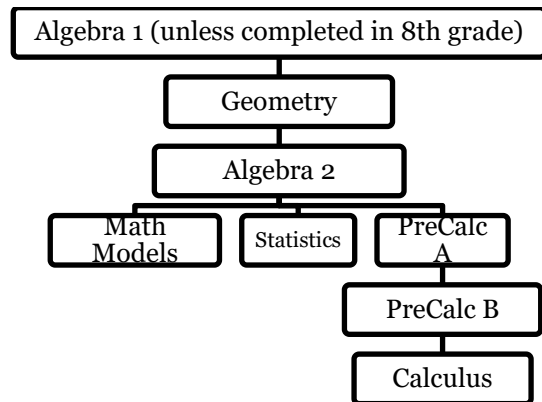 Algebra 1 (unless completed in 8th grade)
Geometry
Algebra 2
Math
Models
Statistics
PreCalc
A
PreCalc B
Calculus